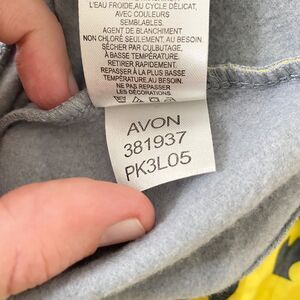 L'EAU FROIDE,AU CYCLE DÉLICAT,
AVEC COULEURS
SEMBLABLES.
AGENT DE BLANCHIMENT
NON CHLORÉ SEULEMENT, AU BESOIN.
SÉCHER PAR CULBUTAGE,
À BASSE TEMPÉRATURE.
RETIRER RAPIDEMENT.
REPASSER À LA PLUS BASSE
TEMPÉRATURE,AU BESOIN.
NE PAS REPASSER
LES DÉCORATIONS.
AVON
381937
PK3L05